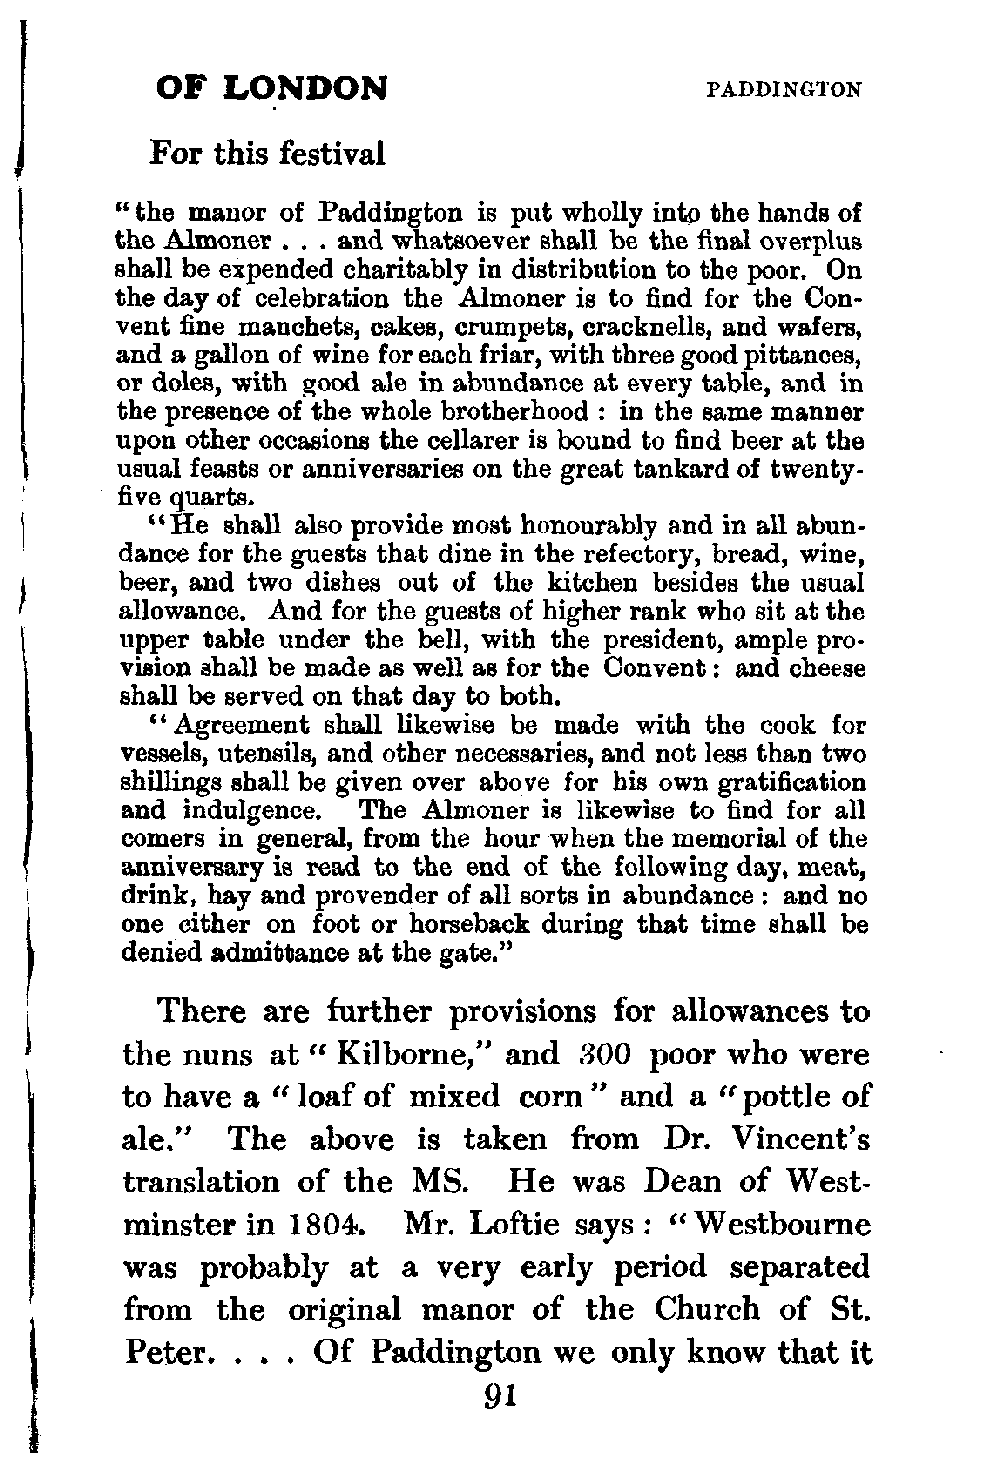 OF LONDON PADDINGTON
For this festival
“the manor of Paddington is put wholly into the hands of
the Almoner . . . and whatsoever shall be the final overplus
shall be expended charitably in distribution to the poor. On
the day of celebration the Almoner is to find for the Con-
vent fine manchets, cakes, crumpets, cracknells, and wafers,
and a gallon of wine for each friar, with three good pittances,
or doles, with good ale in abundance at every table, and in
the presence of the whole brotherhood : in the same manner
upon other occasions the cellarer is bound to find beer at the
usual feasts or anniversaries on the great tankard of twenty-
five quarts.
“He shall also provide most honourably and in all abun-
dance for the guests that dine in the refectory, bread, wine,
beer, and two dishes out of the kitchen besides the usual
allowance. And for the guests of higher rank who sit at the
upper table under the bell, with the president, ample pro-
vision shall be made as well as for the Convent : and cheese
shall be served on that day to both.
“Agreement shall likewise be made with the cook for
vessels, utensils, and other necessaries, and not less than two
shillings shall be given over above for his own gratification
and indulgence. The Almoner is likewise to find for all
comers in general, from the hour when the memorial of the
anniversary is read to the end of the following day, meat,
drink, hay and provender of all sorts in abundance : and no
one either on foot or horseback during that time shall be
denied admittance at the gate.”
There are further provisions for allowances to
the nuns at “Kilborne,” and 300 poor who were
to have a “loaf of mixed corn” and a “pottle of
ale.” The above is taken from Dr. Vincent’s
translation of the MS. He was Dean of West-
minster in 1804. Mr. Loftie says : “Westbourne
was probably at a very early period separated
from the original manor of the Church of St.
Peter. . . . Of Paddington we only know that it
91